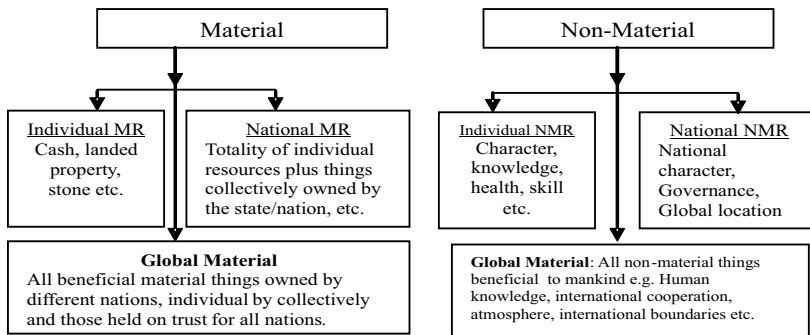 Material
Non-Material
Individual MR
Cash, landed
property,
stone etc.
National MR
Totality of individual
resources plus things
collectively owned by
the state/nation, etc.
Individual NMR
Character,
knowledge,
health, skill
etc.
National NMR
National
character,
Governance,
Global location
Global Material
All beneficial material things owned by
different nations, individual by collectively
and those held on trust for all nations.
Global Material: All non-material things
beneficial to mankind e.g. Human
knowledge, international cooperation,
atmosphere, international boundaries etc.